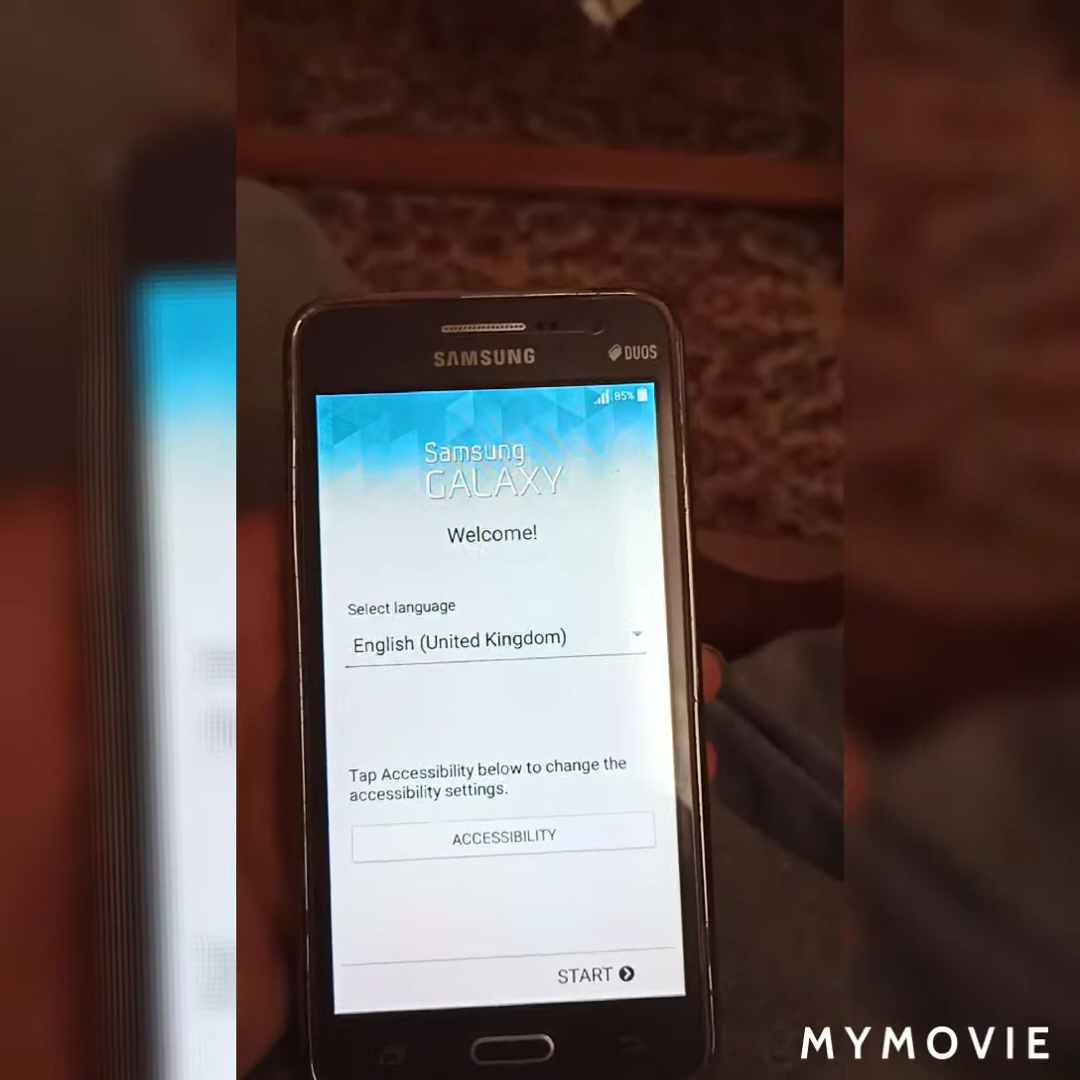 SAMSUNG
DUOS
85%
Samsung
GALAXY
Welcome!
Select language
English (United Kingdom)
Tap Accessibility below to change the
accessibility settings.
ACCESSIBILITY
START
MYMOVIE